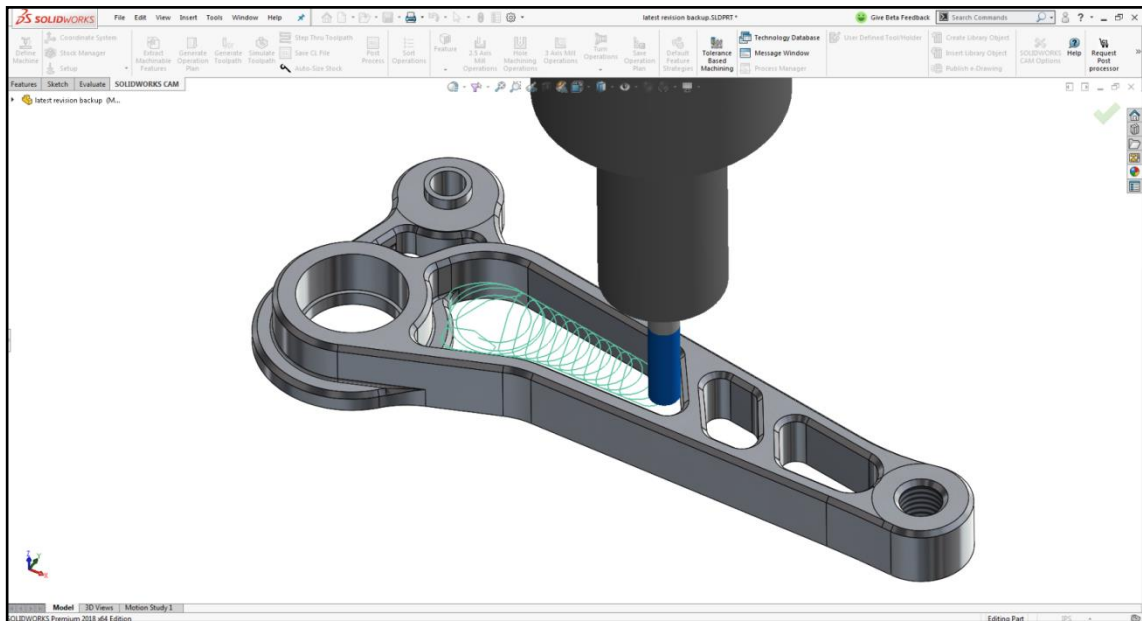 SOLIDWORKS File Edit View Insert Tools Window Help latest revision backup.SLDPRT * Give Beta Feedback Search Commands
Define Machine
Coordinate System
Stock Manager
Setup
Extract Machinable Features
Generate Operation Plan
Generate Toolpath
Simulate Toolpath
Step Thru Toolpath
Save CL File
Auto-Size Stock
Post Process
Sort Operations
Feature
2.5 Axis Mill Operations
Hole Machining Operations
3 Axis Mill Operations
Turn Operations
Save Operation Plan
Default Feature Strategies
Tolerance Based Machining
Technology Database
Message Window
Process Manager
User Defined Tool/Holder
Create Library Object
Insert Library Object
Publish e-Drawing
SOLIDWORKS CAM Options
Help
Request Post processor
Features Sketch Evaluate SOLIDWORKS CAM
latest revision backup (M...
Z Y X
Model 3D Views Motion Study 1
SOLIDWORKS Premium 2018 x64 Edition Editing Part